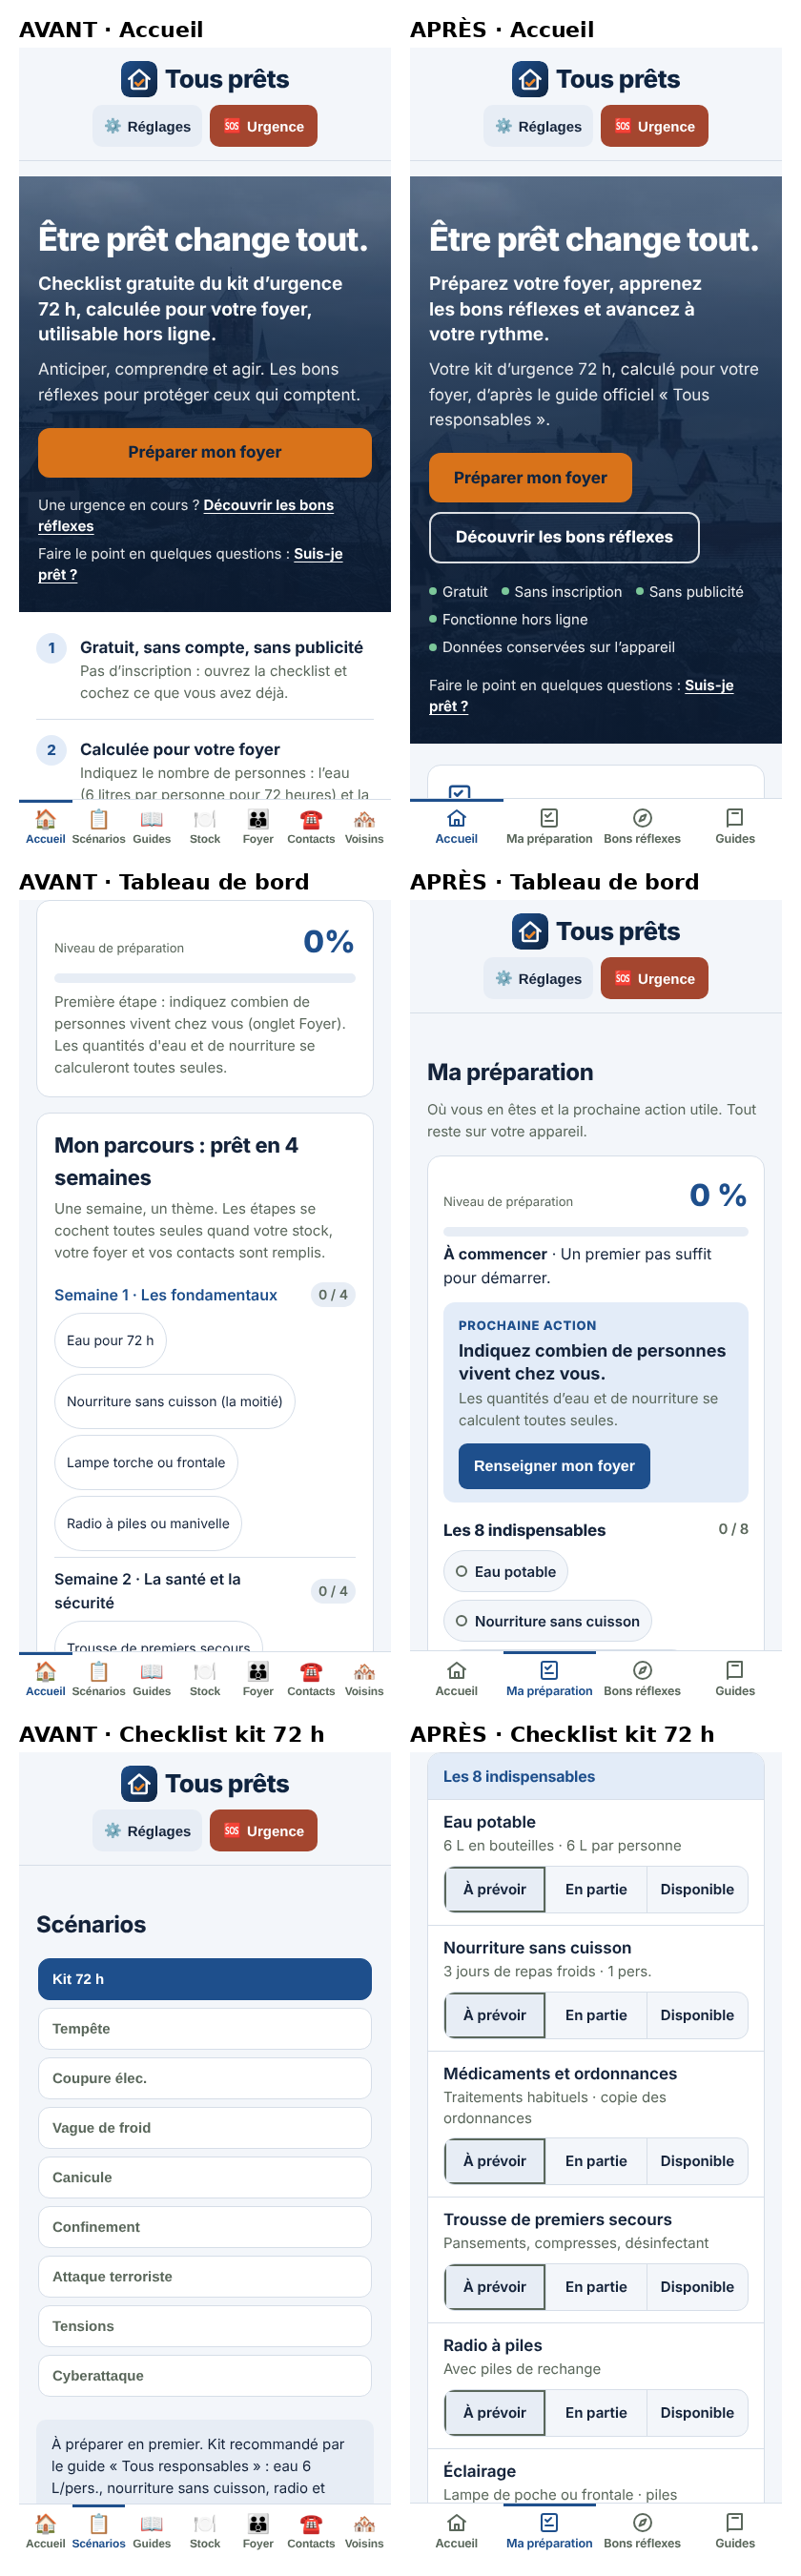 AVANT · Accueil
Tous prêts
⚙️ Réglages
🆘 Urgence
Être prêt change tout.
Checklist gratuite du kit d’urgence
72 h, calculée pour votre foyer,
utilisable hors ligne.
Anticiper, comprendre et agir. Les bons
réflexes pour protéger ceux qui comptent.
Préparer mon foyer
Une urgence en cours ? Découvrir les bons
réflexes
Faire le point en quelques questions : Suis-je
prêt ?
1 Gratuit, sans compte, sans publicité
Pas d’inscription : ouvrez la checklist et
cochez ce que vous avez déjà.
2 Calculée pour votre foyer
Indiquez le nombre de personnes : l’eau
(6 litres par personne pour 72 heures) et la
Accueil Scénarios Guides Stock Foyer Contacts Voisins
APRÈS · Accueil
Tous prêts
⚙️ Réglages
🆘 Urgence
Être prêt change tout.
Préparez votre foyer, apprenez
les bons réflexes et avancez à
votre rythme.
Votre kit d’urgence 72 h, calculé pour votre
foyer, d’après le guide officiel « Tous
responsables ».
Préparer mon foyer
Découvrir les bons réflexes
Gratuit Sans inscription Sans publicité
Fonctionne hors ligne
Données conservées sur l’appareil
Faire le point en quelques questions : Suis-je
prêt ?
Accueil Ma préparation Bons réflexes Guides
AVANT · Tableau de bord
Niveau de préparation 0%
Première étape : indiquez combien de
personnes vivent chez vous (onglet Foyer).
Les quantités d'eau et de nourriture se
calculeront toutes seules.
Mon parcours : prêt en 4
semaines
Une semaine, un thème. Les étapes se
cochent toutes seules quand votre stock,
votre foyer et vos contacts sont remplis.
Semaine 1 · Les fondamentaux 0 / 4
Eau pour 72 h
Nourriture sans cuisson (la moitié)
Lampe torche ou frontale
Radio à piles ou manivelle
Semaine 2 · La santé et la
sécurité 0 / 4
Trousse de premiers secours
Accueil Scénarios Guides Stock Foyer Contacts Voisins
APRÈS · Tableau de bord
Tous prêts
⚙️ Réglages
🆘 Urgence
Ma préparation
Où vous en êtes et la prochaine action utile. Tout
reste sur votre appareil.
Niveau de préparation 0 %
À commencer · Un premier pas suffit
pour démarrer.
PROCHAINE ACTION
Indiquez combien de personnes
vivent chez vous.
Les quantités d’eau et de nourriture se
calculent toutes seules.
Renseigner mon foyer
Les 8 indispensables 0 / 8
Eau potable
Nourriture sans cuisson
Accueil Ma préparation Bons réflexes Guides
AVANT · Checklist kit 72 h
Tous prêts
⚙️ Réglages
🆘 Urgence
Scénarios
Kit 72 h
Tempête
Coupure élec.
Vague de froid
Canicule
Confinement
Attaque terroriste
Tensions
Cyberattaque
À préparer en premier. Kit recommandé par
le guide « Tous responsables » : eau 6
L/pers., nourriture sans cuisson, radio et
Accueil Scénarios Guides Stock Foyer Contacts Voisins
APRÈS · Checklist kit 72 h
Les 8 indispensables
Eau potable
6 L en bouteilles · 6 L par personne
À prévoir En partie Disponible
Nourriture sans cuisson
3 jours de repas froids · 1 pers.
À prévoir En partie Disponible
Médicaments et ordonnances
Traitements habituels · copie des
ordonnances
À prévoir En partie Disponible
Trousse de premiers secours
Pansements, compresses, désinfectant
À prévoir En partie Disponible
Radio à piles
Avec piles de rechange
À prévoir En partie Disponible
Éclairage
Lampe de poche ou frontale · piles
Accueil Ma préparation Bons réflexes Guides